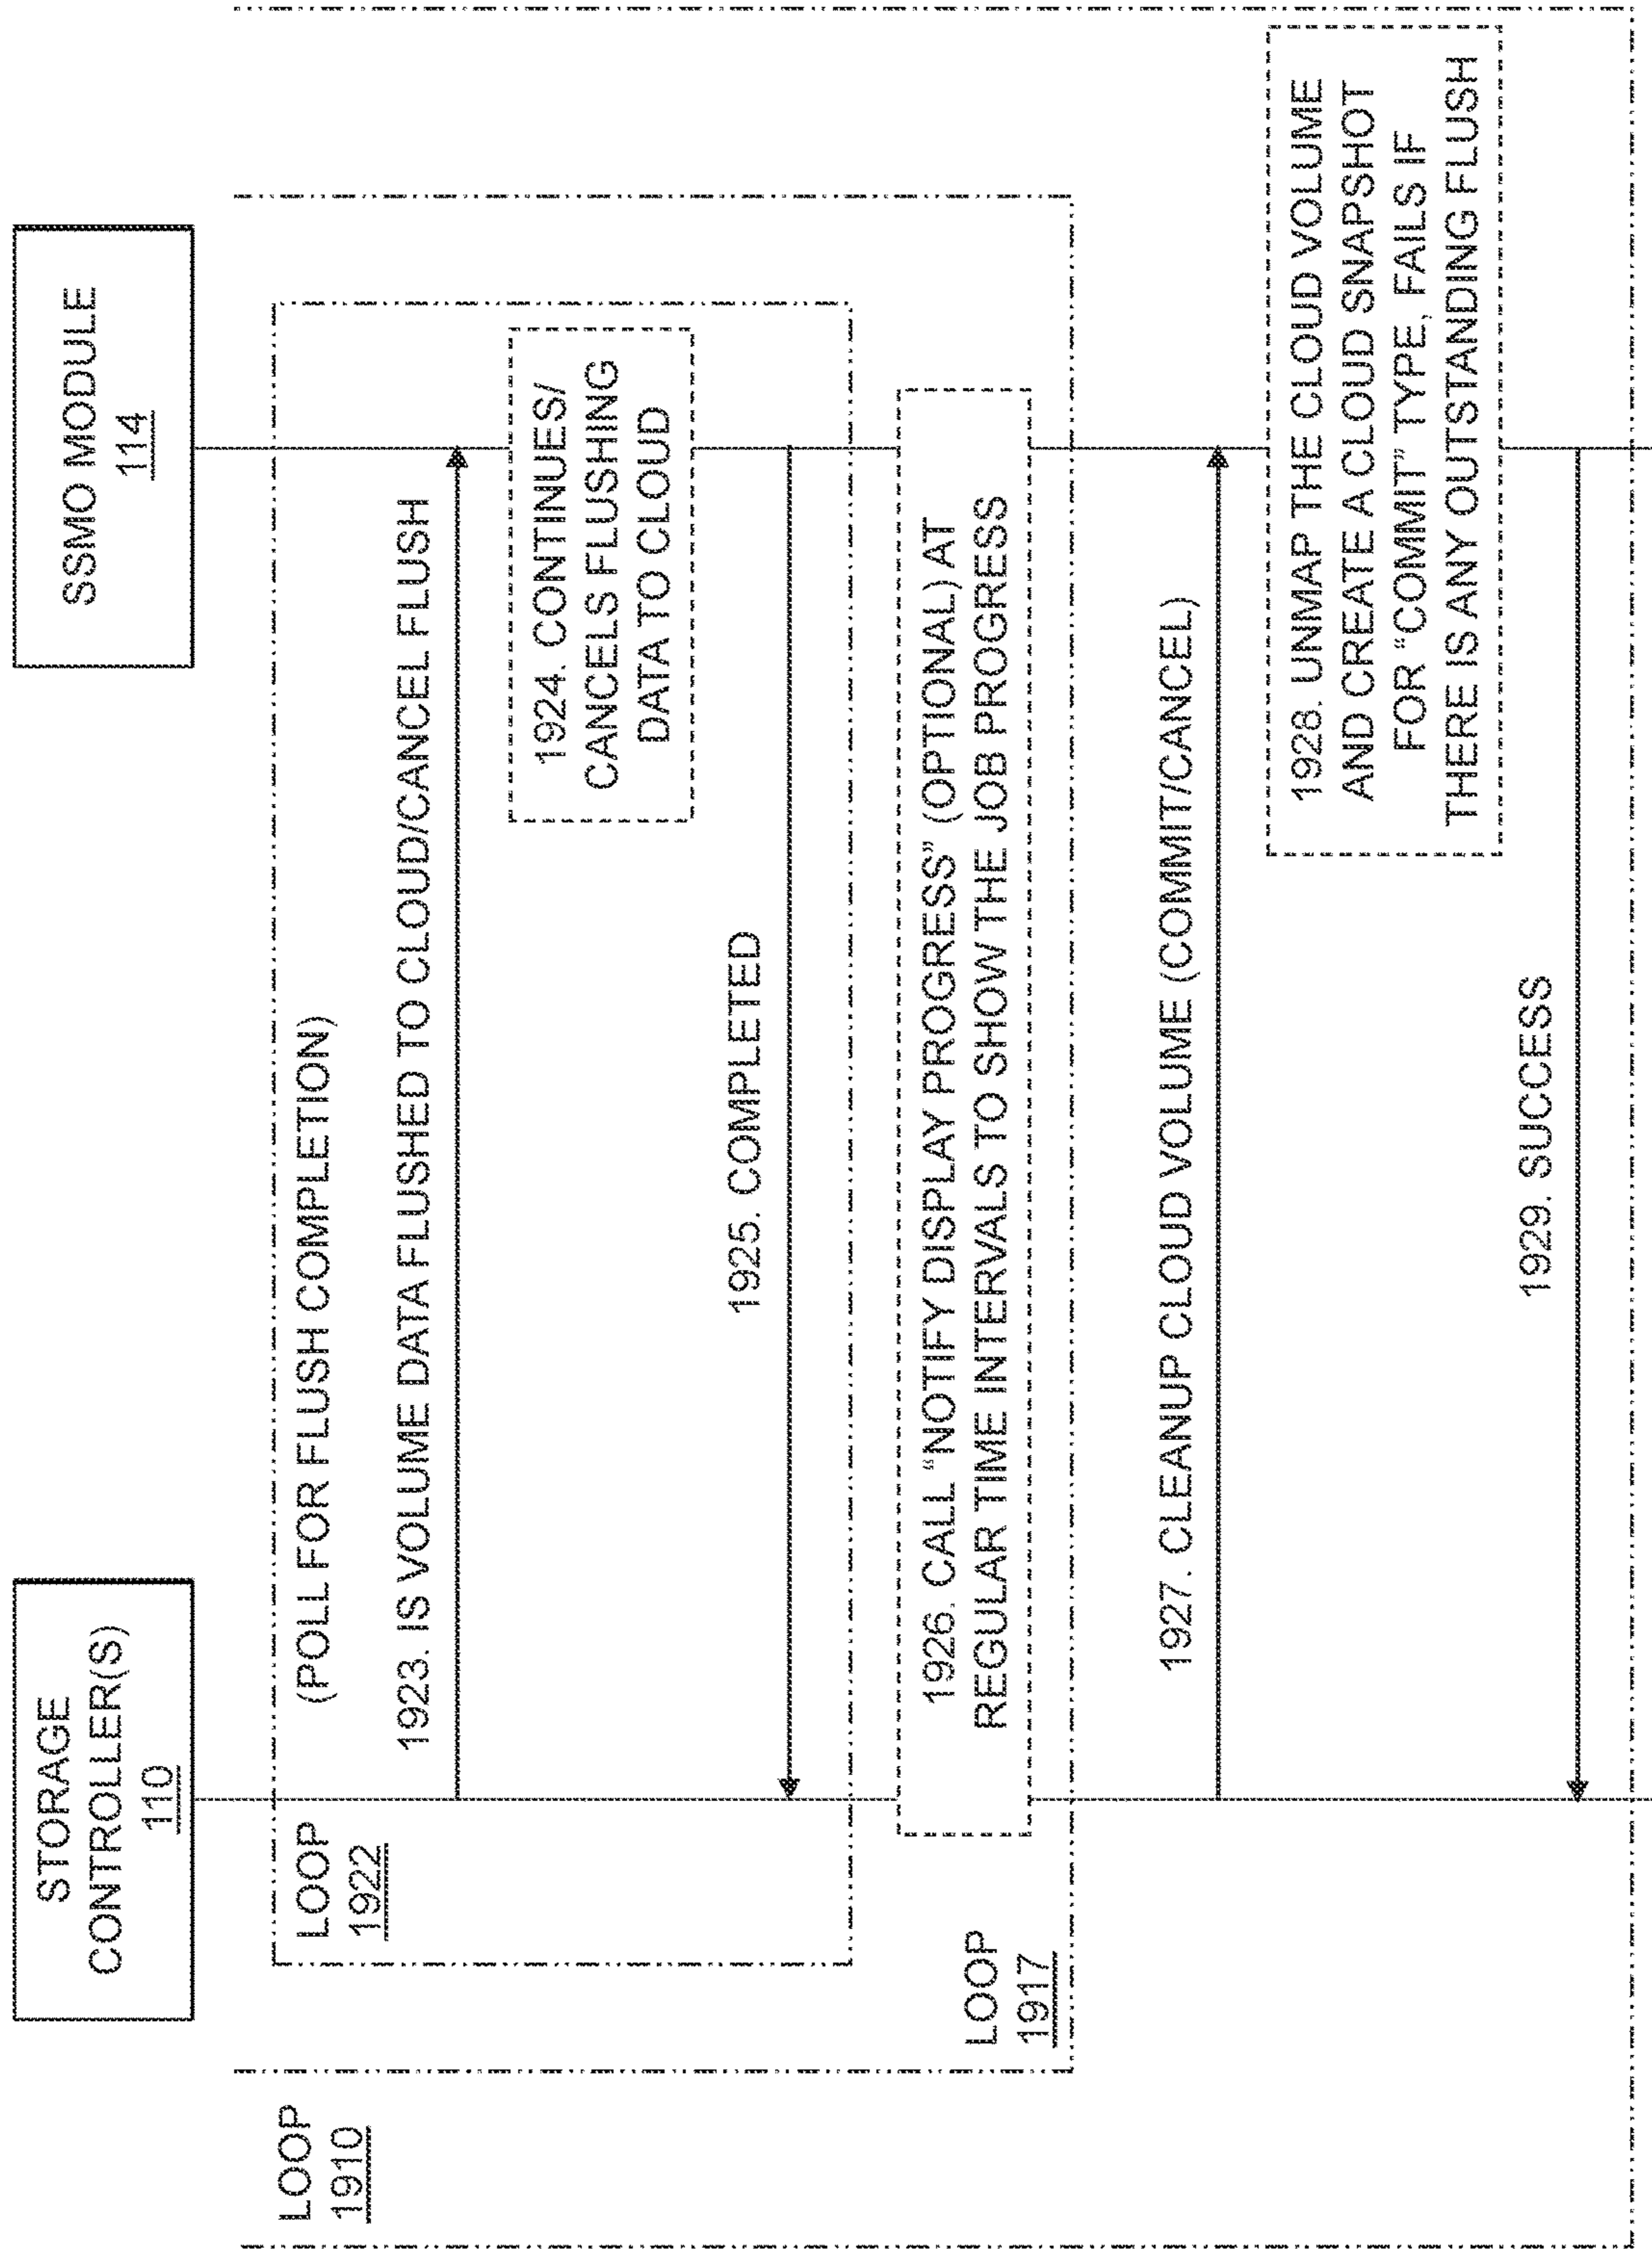 STORAGE
CONTROLLER(S)
110
SSMO MODULE
114
LOOP
1910
LOOP
1922
(POLL FOR FLUSH COMPLETION)
1923. IS VOLUME DATA FLUSHED TO CLOUD/CANCEL FLUSH
1924. CONTINUES/
CANCELS FLUSHING
DATA TO CLOUD
1925. COMPLETED
1926. CALL “NOTIFY DISPLAY PROGRESS” (OPTIONAL) AT
REGULAR TIME INTERVALS TO SHOW THE JOB PROGRESS
LOOP
1917
1927. CLEANUP CLOUD VOLUME (COMMIT/CANCEL)
1928. UNMAP THE CLOUD VOLUME
AND CREATE A CLOUD SNAPSHOT
FOR “COMMIT” TYPE, FAILS IF
THERE IS ANY OUTSTANDING FLUSH
1929. SUCCESS